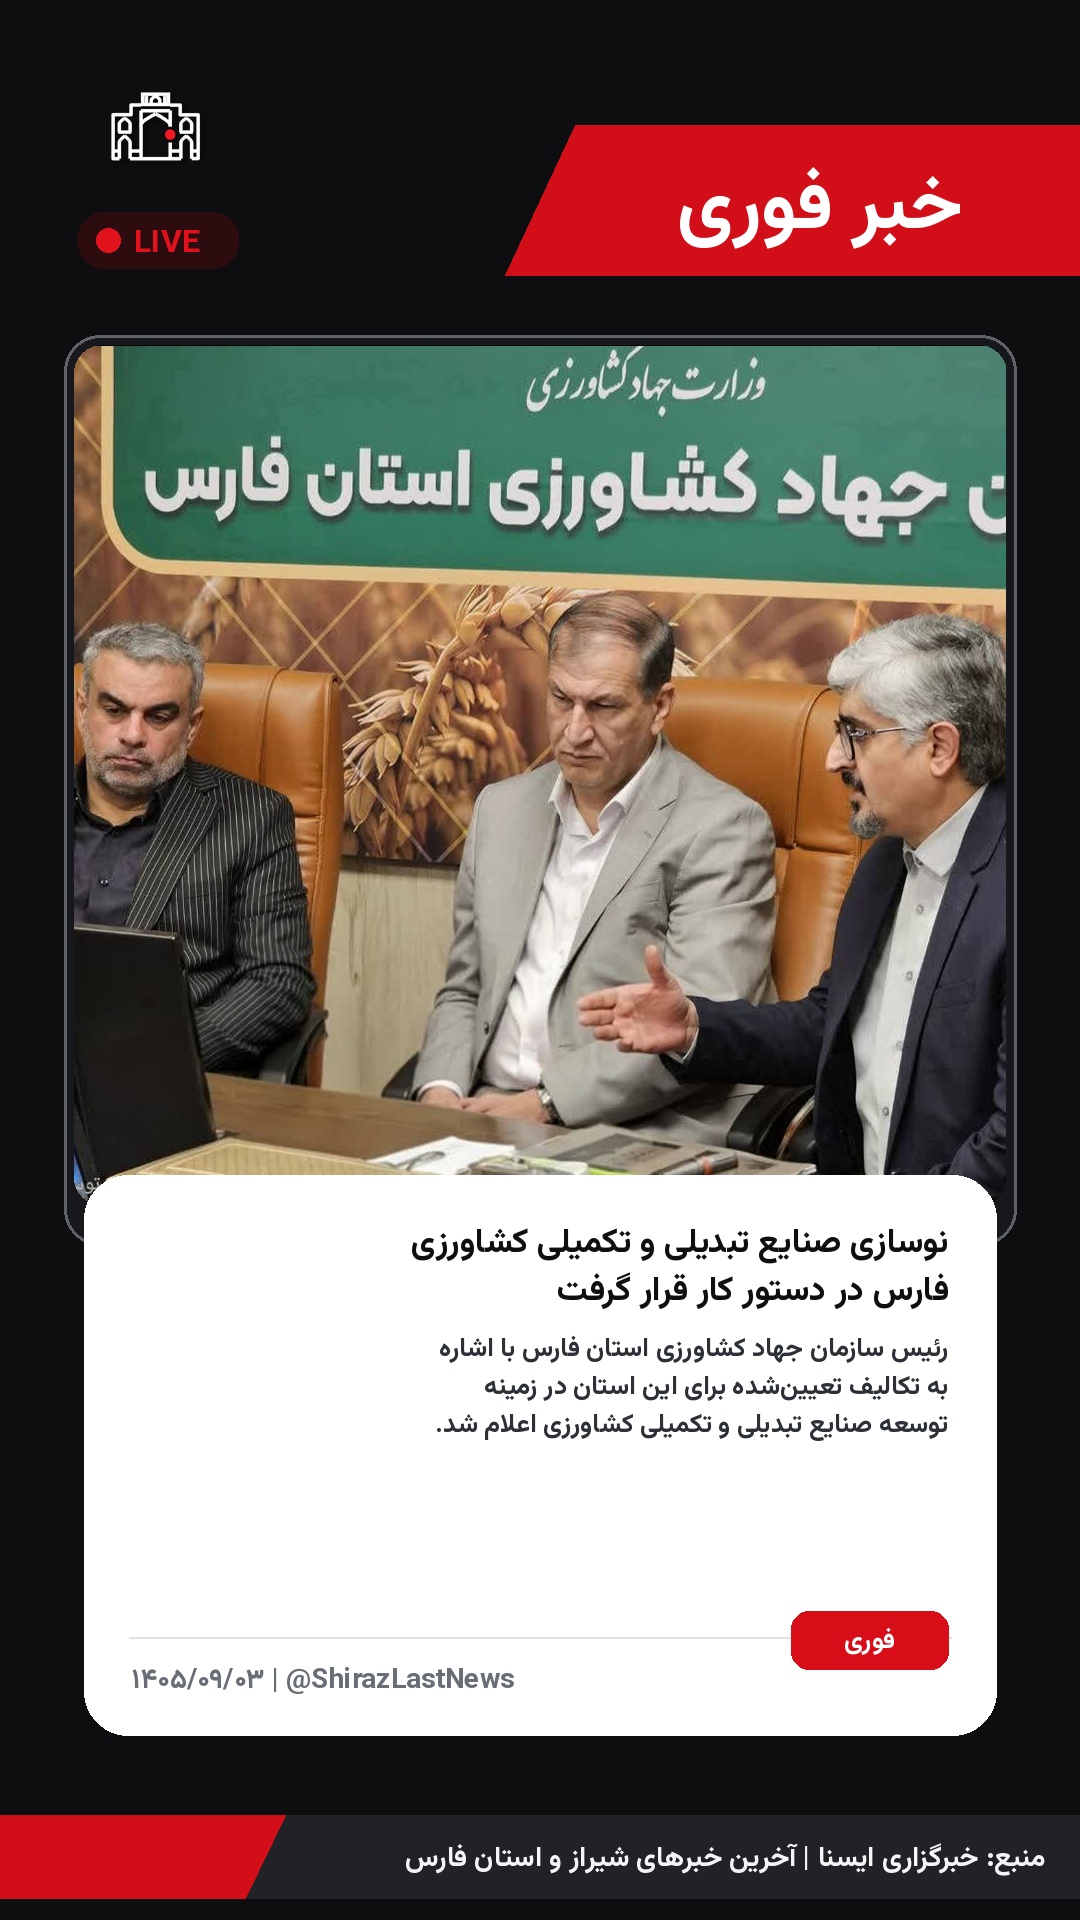 خبر فوری
LIVE
وزارت جهاد کشاورزی
جهاد کشاورزی استان فارس
نوسازی صنایع تبدیلی و تکمیلی کشاورزی
فارس در دستور کار قرار گرفت
رئیس سازمان جهاد کشاورزی استان فارس با اشاره
به تکالیف تعیین‌شده برای این استان در زمینه
توسعه صنایع تبدیلی و تکمیلی کشاورزی اعلام شد.
فوری
۱۴۰۵/۰۹/۰۳ | @ShirazLastNews
منبع: خبرگزاری ایسنا | آخرین خبرهای شیراز و استان فارس